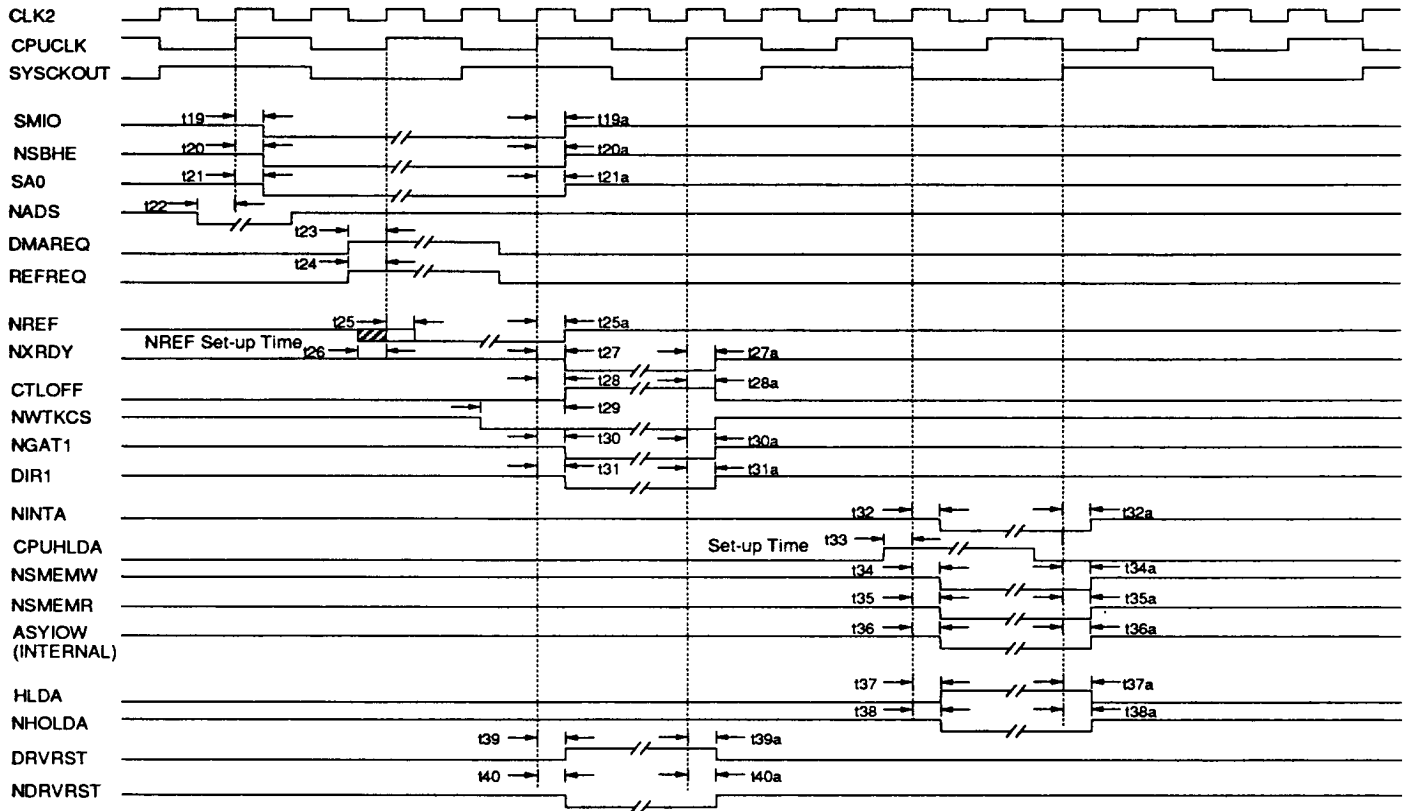 CLK2
CPUCLK
SYSCKOUT
SMIO t19 t19a
NSBHE t20 t20a
SA0 t21 t21a
NADS t22
DMAREQ t23
REFREQ t24
NREF t25 t25a
NREF Set-up Time
NXRDY t26 t27 t27a
CTLOFF t28 t28a
NWTKCS t29
NGAT1 t30 t30a
DIR1 t31 t31a
NINTA t32 t32a
CPUHLDA Set-up Time t33
NSMEMW t34 t34a
NSMEMR t35 t35a
ASYIOW t36 t36a
(INTERNAL)
HLDA t37 t37a
NHOLDA t38 t38a
DRVRST t39 t39a
NDRVRST t40 t40a